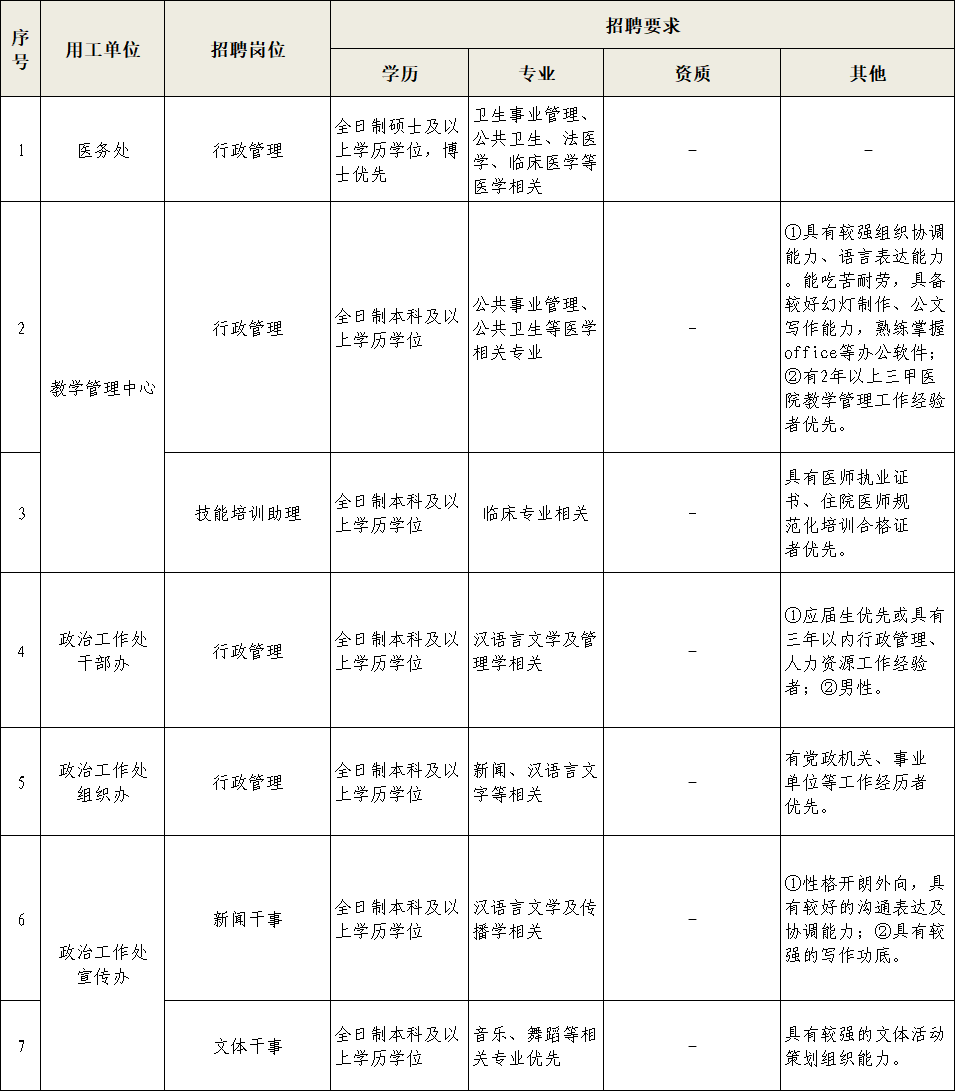 序号
用工单位
招聘岗位
招聘要求
学历
专业
资质
其他
1
医务处
行政管理
全日制硕士及以
上学历学位，博
士优先
卫生事业管理、
公共卫生、法医
学、临床医学等
医学相关
–
–
2
教学管理中心
行政管理
全日制本科及以
上学历学位
公共事业管理、
公共卫生等医学
相关专业
–
①具有较强组织协调
能力、语言表达能力
。能吃苦耐劳，具备
较好幻灯制作、公文
写作能力，熟练掌握
office等办公软件；
②有2年以上三甲医
院教学管理工作经验
者优先。
3
技能培训助理
全日制本科及以
上学历学位
临床专业相关
–
具有医师执业证
书、住院医师规
范化培训合格证
者优先。
4
政治工作处
干部办
行政管理
全日制本科及以
上学历学位
汉语言文学及管
理学相关
–
①应届生优先或具有
三年以内行政管理、
人力资源工作经验
者；②男性。
5
政治工作处
组织办
行政管理
全日制本科及以
上学历学位
新闻、汉语言文
字等相关
–
有党政机关、事业
单位等工作经历者
优先。
6
政治工作处
宣传办
新闻干事
全日制本科及以
上学历学位
汉语言文学及传
播学相关
–
①性格开朗外向，具
有较好的沟通表达及
协调能力；②具有较
强的写作功底。
7
文体干事
全日制本科及以
上学历学位
音乐、舞蹈等相
关专业优先
–
具有较强的文体活动
策划组织能力。